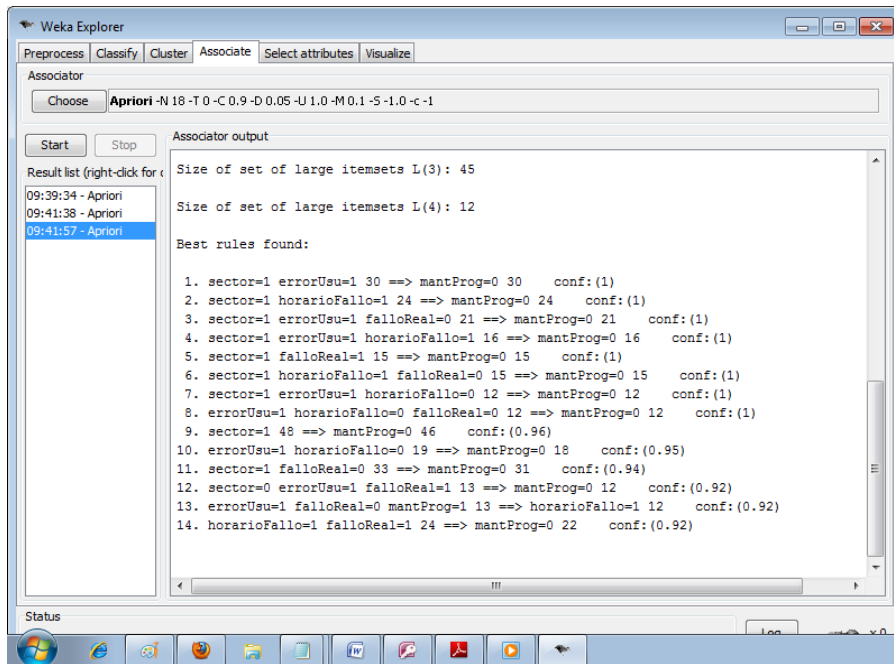 Weka Explorer
Preprocess Classify Cluster Associate Select attributes Visualize
Associator
Choose Apriori -N 18 -T 0 -C 0.9 -D 0.05 -U 1.0 -M 0.1 -S -1.0 -c -1
Start Stop
Result list (right-click for
09:39:34 - Apriori
09:41:38 - Apriori
09:41:57 - Apriori
Associator output
Size of set of large itemsets L(3): 45
Size of set of large itemsets L(4): 12
Best rules found:
1. sector=1 errorUsu=1 30 ==> mantProg=0 30 conf:(1)
2. sector=1 horarioFallo=1 24 ==> mantProg=0 24 conf:(1)
3. sector=1 errorUsu=1 falloReal=0 21 ==> mantProg=0 21 conf:(1)
4. sector=1 errorUsu=1 horarioFallo=1 16 ==> mantProg=0 16 conf:(1)
5. sector=1 falloReal=1 15 ==> mantProg=0 15 conf:(1)
6. sector=1 horarioFallo=1 falloReal=0 15 ==> mantProg=0 15 conf:(1)
7. sector=1 errorUsu=1 horarioFallo=0 12 ==> mantProg=0 12 conf:(1)
8. errorUsu=1 horarioFallo=0 falloReal=0 12 ==> mantProg=0 12 conf:(1)
9. sector=1 48 ==> mantProg=0 46 conf:(0.96)
10. errorUsu=1 horarioFallo=0 19 ==> mantProg=0 18 conf:(0.95)
11. sector=1 falloReal=0 33 ==> mantProg=0 31 conf:(0.94)
12. sector=0 errorUsu=1 falloReal=1 13 ==> mantProg=0 12 conf:(0.92)
13. errorUsu=1 falloReal=0 mantProg=1 13 ==> horarioFallo=1 12 conf:(0.92)
14. horarioFallo=1 falloReal=1 24 ==> mantProg=0 22 conf:(0.92)
Status
Log x 0